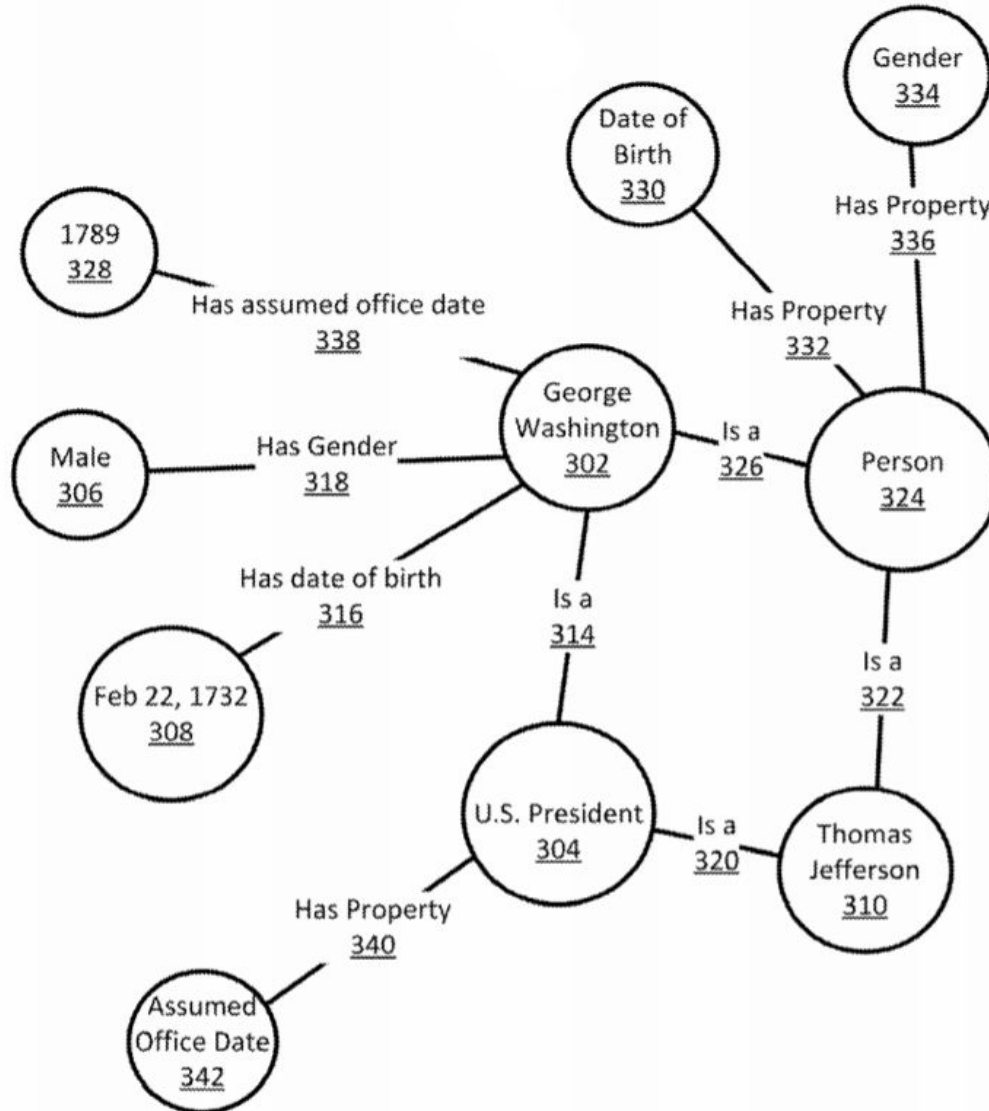 Gender
334
Date of
Birth
330
Has Property
336
1789
328
Has assumed office date
338
Has Property
332
George
Washington
302
Is a
326
Person
324
Male
306
Has Gender
318
Has date of birth
316
Is a
314
Is a
322
Feb 22, 1732
308
U.S. President
304
Is a
320
Thomas
Jefferson
310
Has Property
340
Assumed
Office Date
342